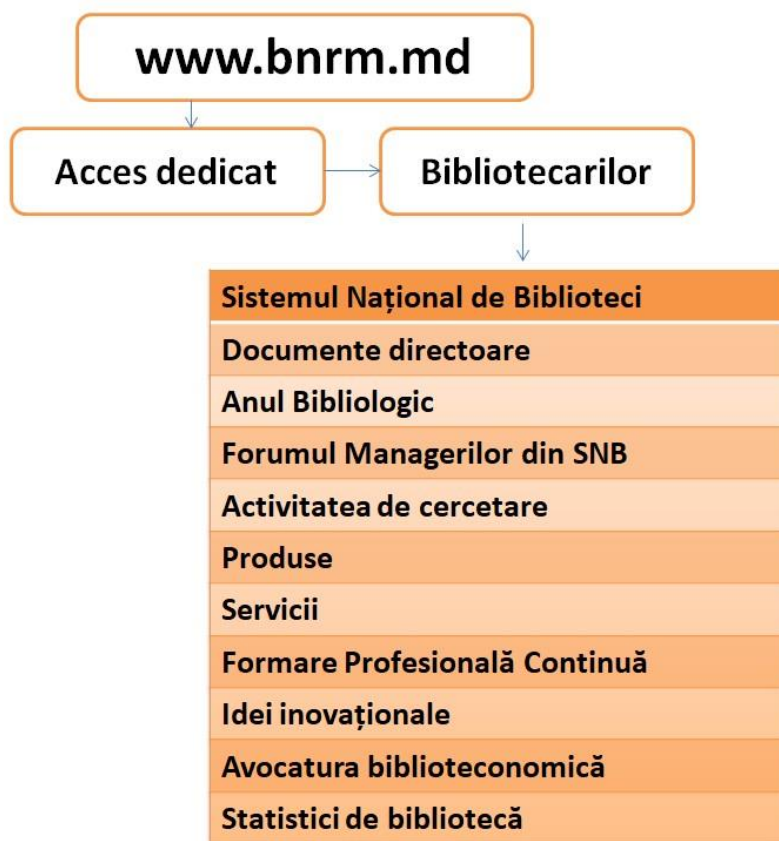 www.bnrm.md
Acces dedicat
Bibliotecarilor
Sistemul Național de Biblioteci
Documente directoare
Anul Bibliologic
Forumul Managerilor din SNB
Activitatea de cercetare
Produse
Servicii
Formare Profesională Continuă
Idei inovaționale
Avocatura biblioteconomică
Statistici de bibliotecă